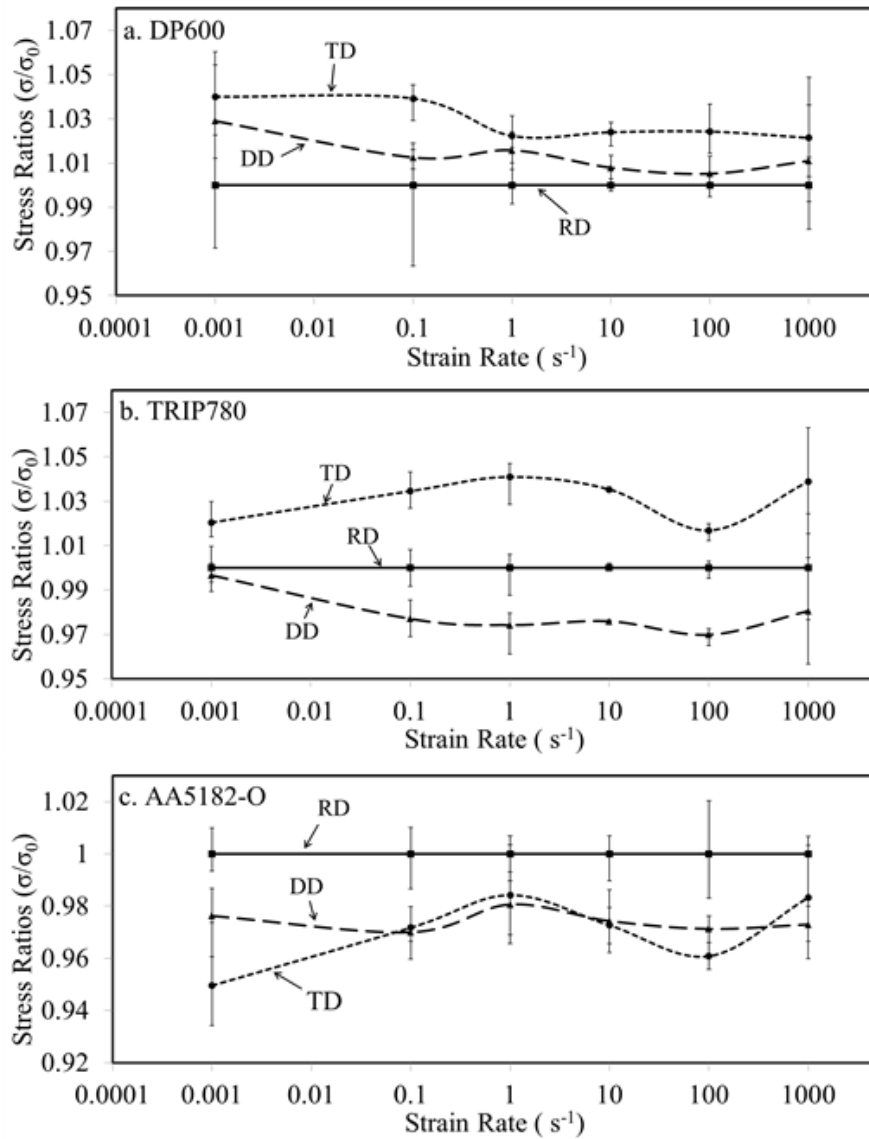 a. DP600
Stress Ratios (σ/σ₀)
1.07
1.05
1.03
1.01
0.99
0.97
0.95
TD
DD
RD
0.0001 0.001 0.01 0.1 1 10 100 1000
Strain Rate ( s⁻¹)
b. TRIP780
Stress Ratios (σ/σ₀)
1.07
1.05
1.03
1.01
0.99
0.97
0.95
TD
RD
DD
0.0001 0.001 0.01 0.1 1 10 100 1000
Strain Rate ( s⁻¹)
c. AA5182-O
Stress Ratios (σ/σ₀)
1.02
1
0.98
0.96
0.94
0.92
RD
DD
TD
0.0001 0.001 0.01 0.1 1 10 100 1000
Strain Rate ( s⁻¹)